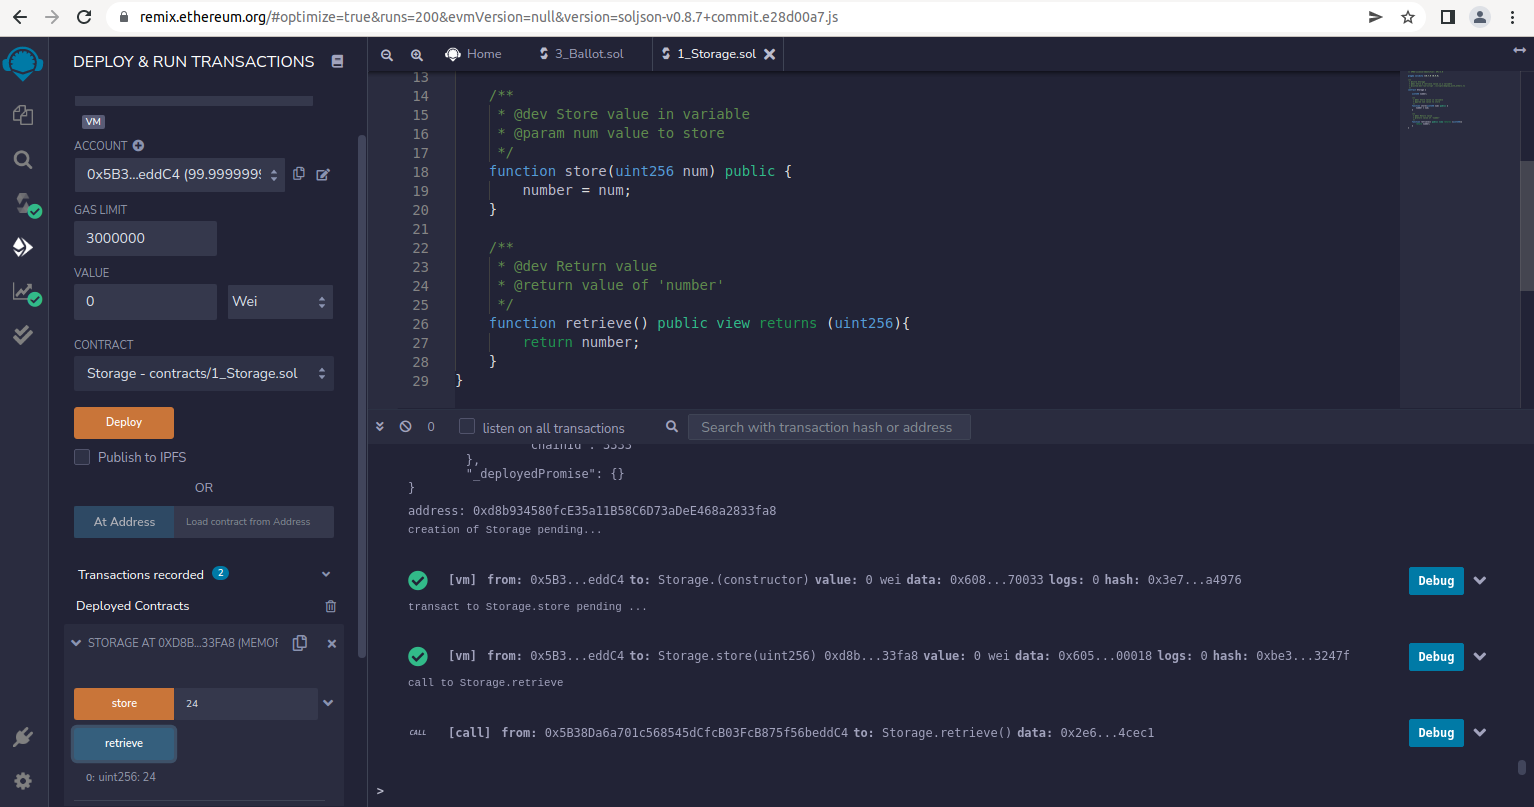 remix.ethereum.org/#optimize=true&runs=200&evmVersion=null&version=soljson-v0.8.7+commit.e28d00a7.js
DEPLOY & RUN TRANSACTIONS
VM
ACCOUNT
0x5B3...eddC4 (99.9999999
GAS LIMIT
3000000
VALUE
0
Wei
CONTRACT
Storage - contracts/1_Storage.sol
Deploy
Publish to IPFS
OR
At Address
Load contract from Address
Transactions recorded 2
Deployed Contracts
STORAGE AT 0XD8B...33FA8 (MEMOR
store
24
retrieve
0: uint256: 24
Home
3_Ballot.sol
1_Storage.sol
13
14 /**
15 * @dev Store value in variable
16 * @param num value to store
17 */
18 function store(uint256 num) public {
19 number = num;
20 }
21
22 /**
23 * @dev Return value
24 * @return value of 'number'
25 */
26 function retrieve() public view returns (uint256){
27 return number;
28 }
29 }
0
listen on all transactions
Search with transaction hash or address
"chainId": 3333
},
"_deployedPromise": {}
}
address: 0xd8b934580fcE35a11B58C6D73aDeE468a2833fa8
creation of Storage pending...
[vm] from: 0x5B3...eddC4 to: Storage.(constructor) value: 0 wei data: 0x608...70033 logs: 0 hash: 0x3e7...a4976
Debug
transact to Storage.store pending ...
[vm] from: 0x5B3...eddC4 to: Storage.store(uint256) 0xd8b...33fa8 value: 0 wei data: 0x605...00018 logs: 0 hash: 0xbe3...3247f
Debug
call to Storage.retrieve
CALL
[call] from: 0x5B38Da6a701c568545dCfcB03FcB875f56beddC4 to: Storage.retrieve() data: 0x2e6...4cec1
Debug
>